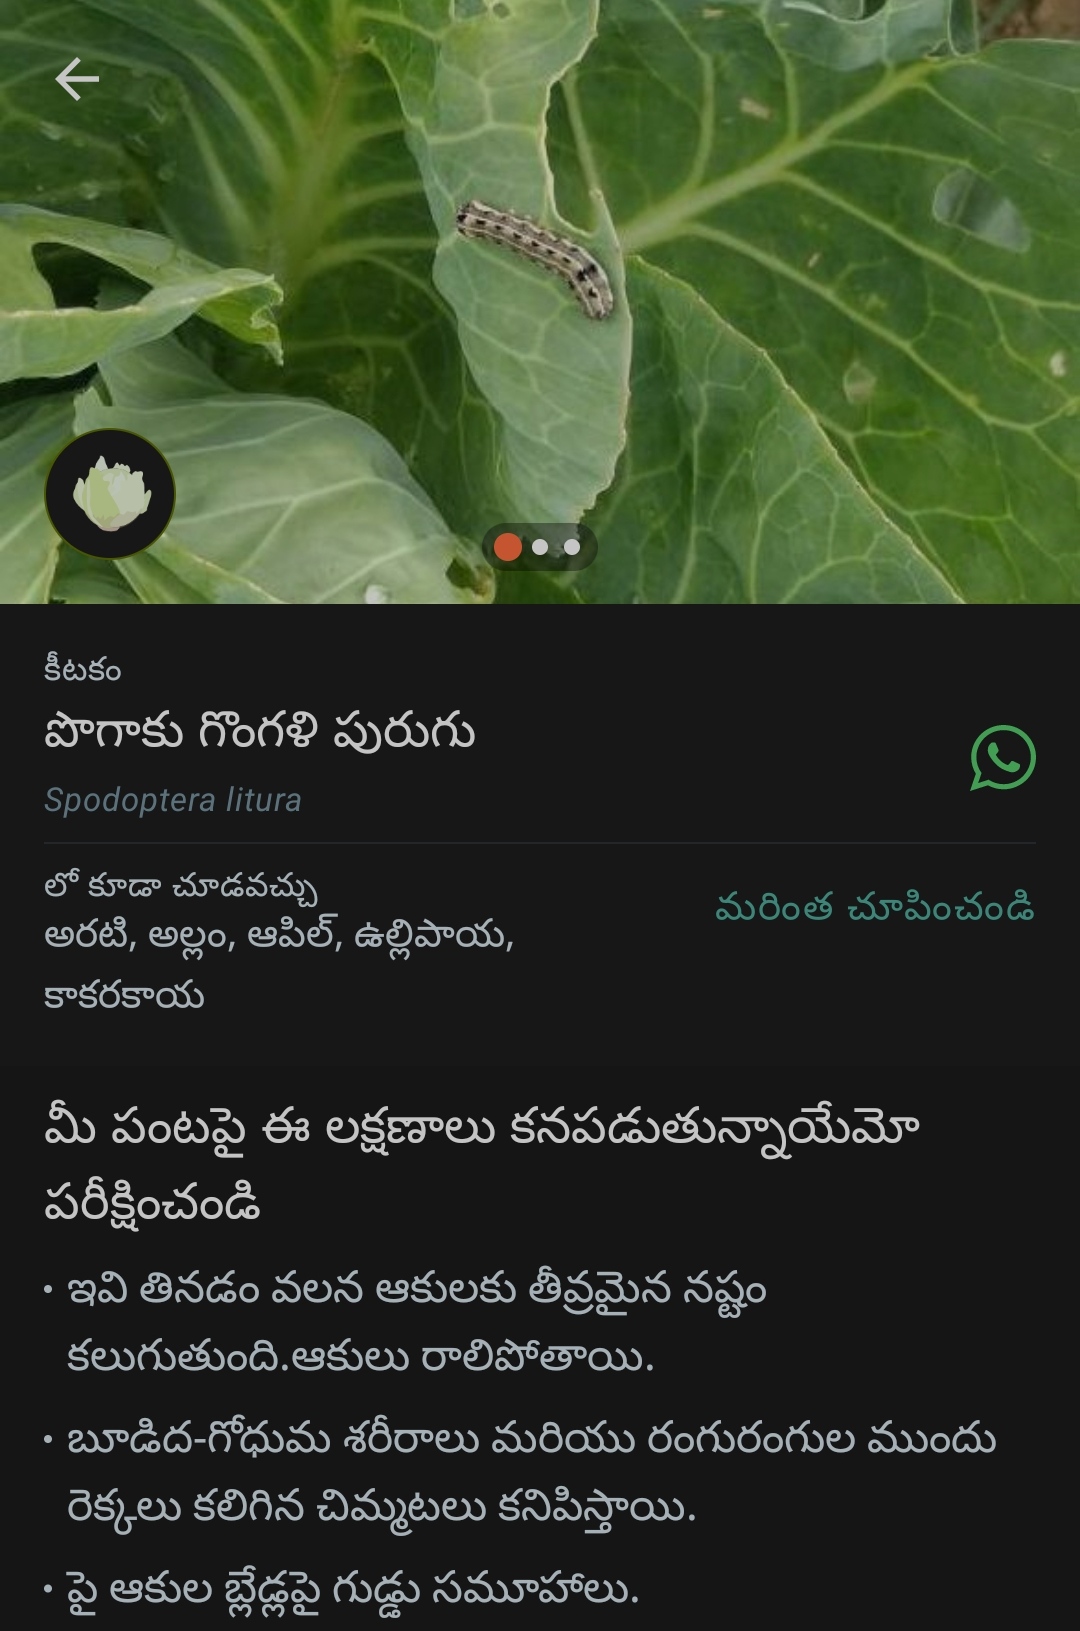 కీటకం
పొగాకు గొంగళి పురుగు
Spodoptera litura
లో కూడా చూడవచ్చు
మరింత చూపించండి
అరటి, అల్లం, ఆపిల్, ఉల్లిపాయ,
కాకరకాయ
మీ పంటపై ఈ లక్షణాలు కనపడుతున్నాయేమో
పరీక్షించండి
• ఇవి తినడం వలన ఆకులకు తీవ్రమైన నష్టం
కలుగుతుంది.ఆకులు రాలిపోతాయి.
• బూడిద-గోధుమ శరీరాలు మరియు రంగురంగుల ముందు
రెక్కలు కలిగిన చిమ్మటలు కనిపిస్తాయి.
• పై ఆకుల బ్లేడ్లపై గుడ్డు సమూహాలు.